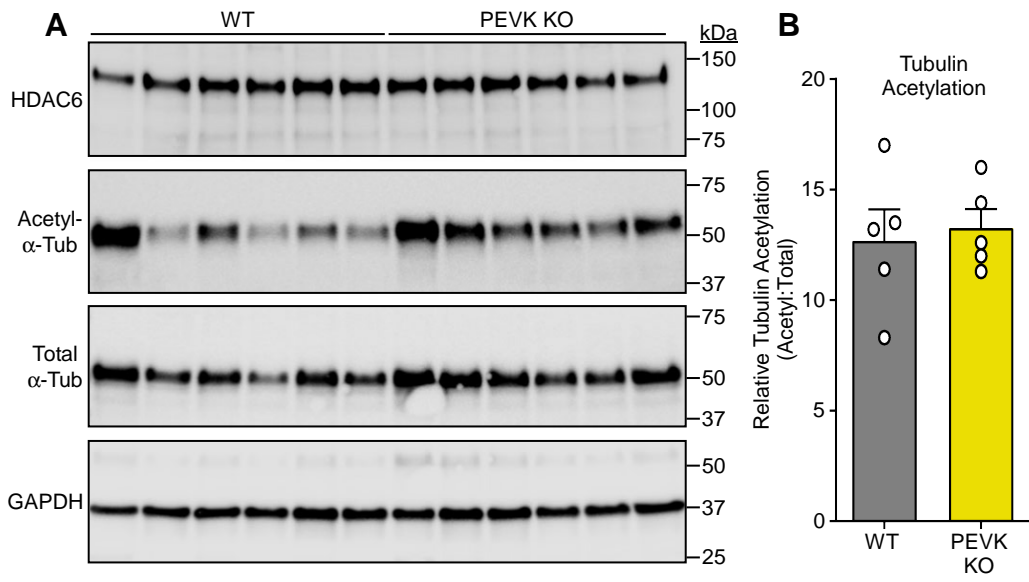 A
WT
PEVK KO
kDa
HDAC6
150
100
75
Acetyl-
α-Tub
75
50
37
Total
α-Tub
75
50
37
GAPDH
50
37
25
B
Tubulin
Acetylation
Relative Tubulin Acetylation
(Acetyl:Total)
20
15
10
5
0
WT
PEVK
KO